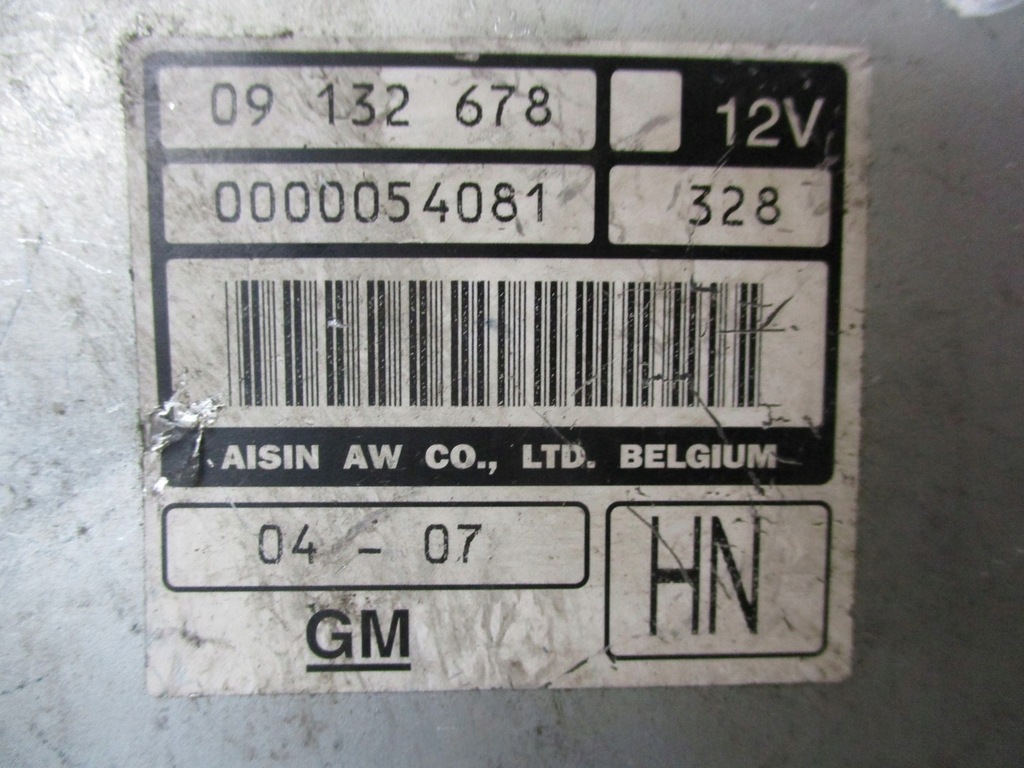 09 132 678
12V
0000054081
328
AISIN AW CO., LTD. BELGIUM
04 - 07
HN
GM